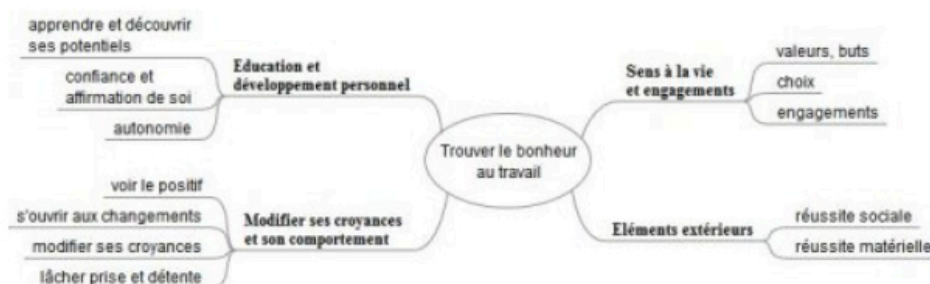 apprendre et découvrir
ses potentiels
confiance et
affirmation de soi
autonomie
Education et
développement personnel
voir le positif
s'ouvrir aux changements
modifier ses croyances
lâcher prise et détente
Modifier ses croyances
et son comportement
Trouver le bonheur
au travail
Sens à la vie
et engagements
valeurs, buts
choix
engagements
Eléments extérieurs
réussite sociale
réussite matérielle